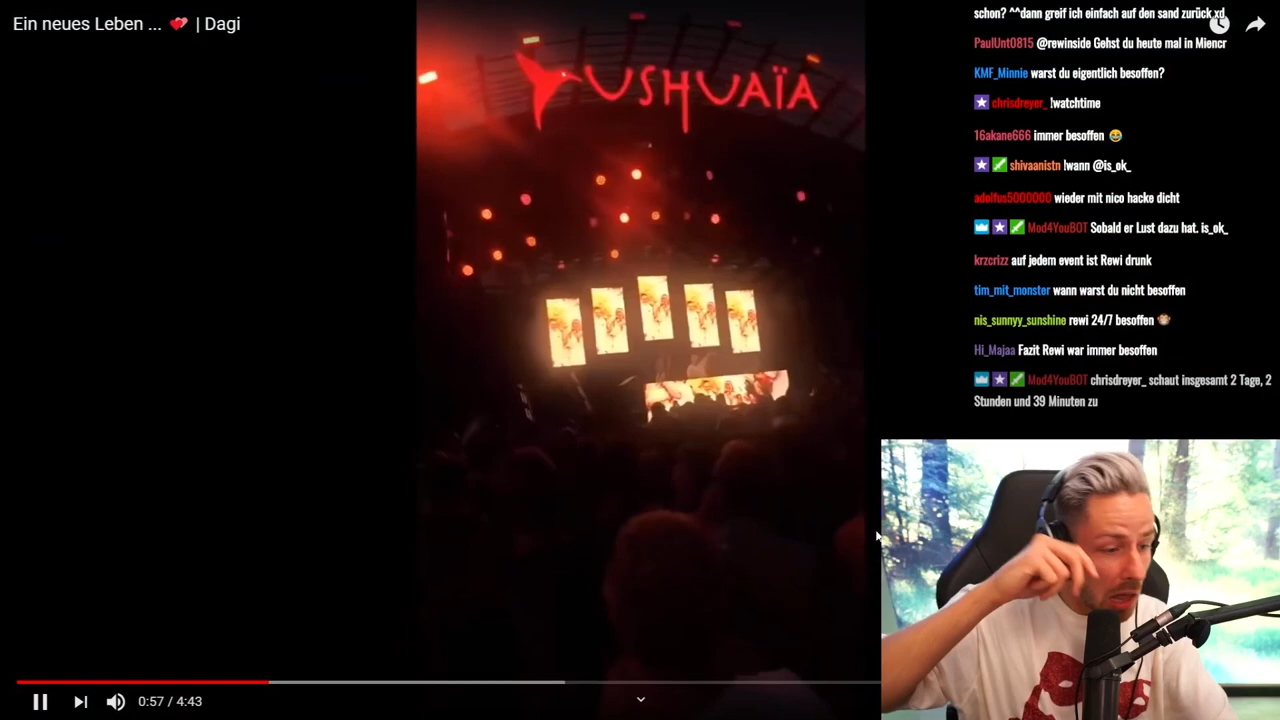 Ein neues Leben ... 💕 | Dagi
USHUAÏA
schon? ^^dann greif ich einfach auf den sand zurück xd
PaulUnt0815 @rewinside Gehst du heute mal in Miencr
KMF_Minnie warst du eigentlich besoffen?
chrisdreyer_ !watchtime
16akane666 immer besoffen 😂
shivaanistn !wann @is_ok_
adolfus5000000 wieder mit nico hacke dicht
Mod4YouBOT Sobald er Lust dazu hat. is_ok_
krzcrizz auf jedem event ist Rewi drunk
tim_mit_monster wann warst du nicht besoffen
nis_sunnyy_sunshine rewi 24/7 besoffen 🐵
Hi_Majaa Fazit Rewi war immer besoffen
Mod4YouBOT chrisdreyer_ schaut insgesamt 2 Tage, 2
Stunden und 39 Minuten zu
0:57 / 4:43